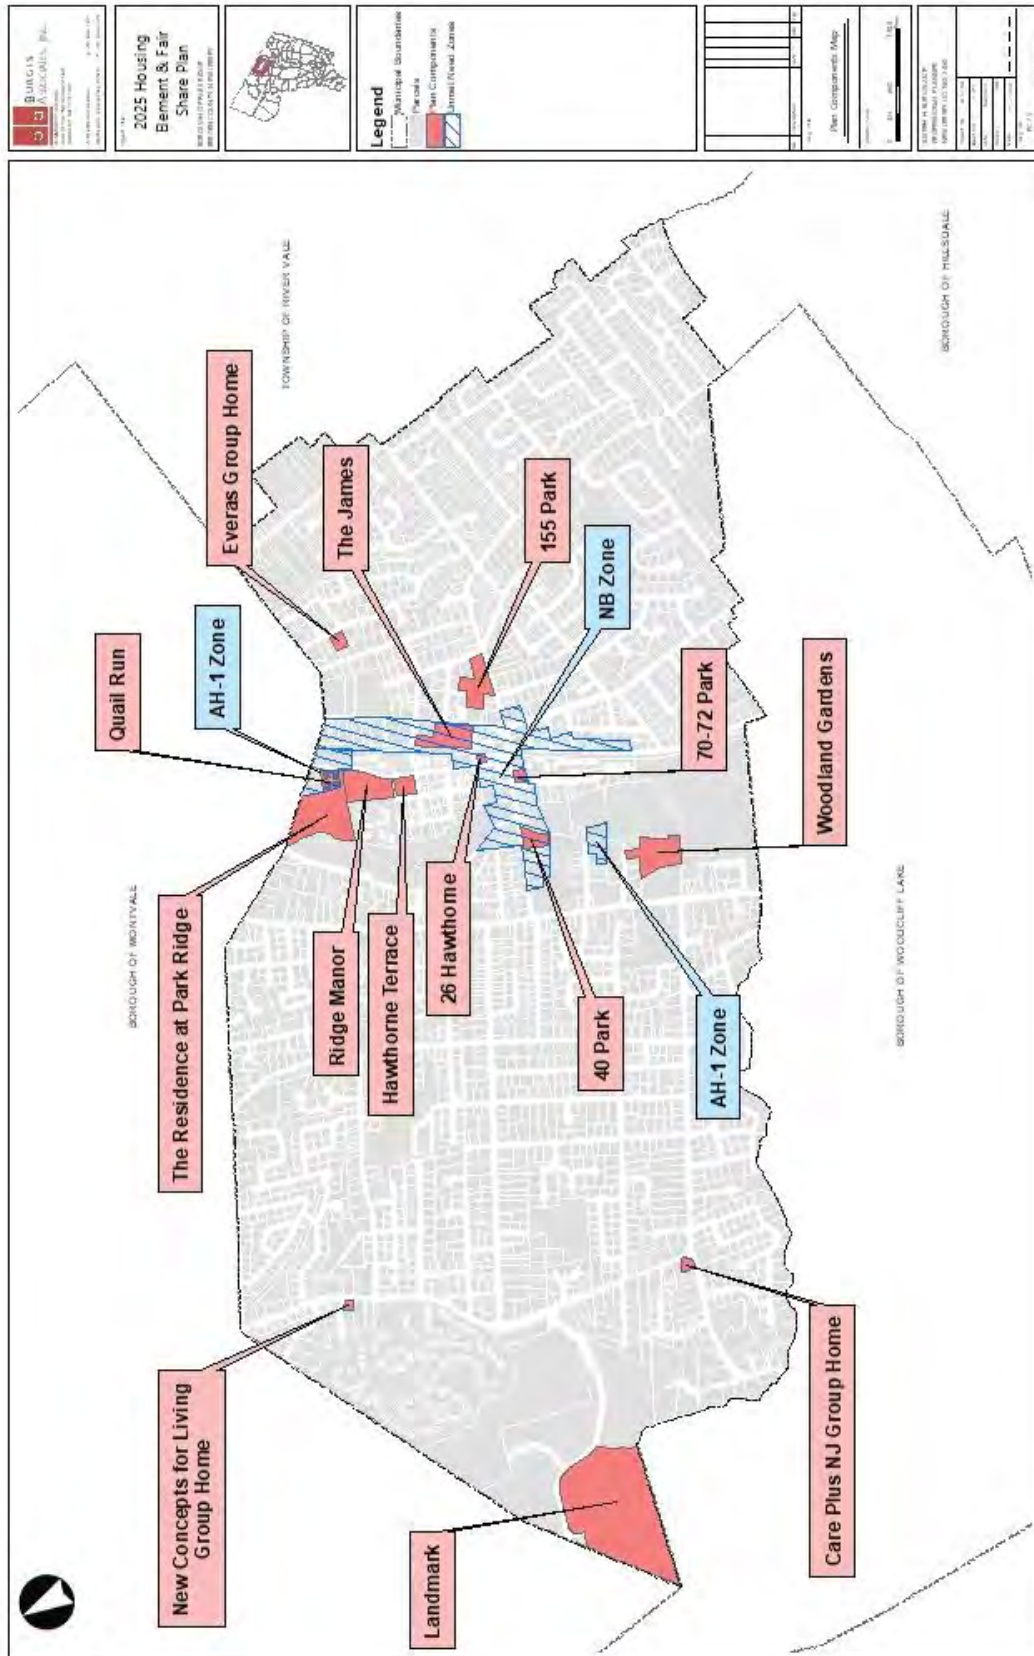 BURGIS
ASSOCIATES, INC.
2025 Housing
Element & Fair
Share Plan
Legend
Municipal Boundaries
Parcels
Plan Components
Unmet Need Zones
Plan Components Map
New Concepts for Living
Group Home
The Residence at Park Ridge
Quail Run
AH-1 Zone
Everas Group Home
TOWNSHIP OF RIVER VALE
BOROUGH OF MONTVALE
Ridge Manor
Hawthorne Terrace
26 Hawthorne
The James
155 Park
NB Zone
Landmark
40 Park
AH-1 Zone
70-72 Park
Woodland Gardens
Care Plus NJ Group Home
BOROUGH OF WOODCLIFF LAKE
BOROUGH OF HILLSDALE